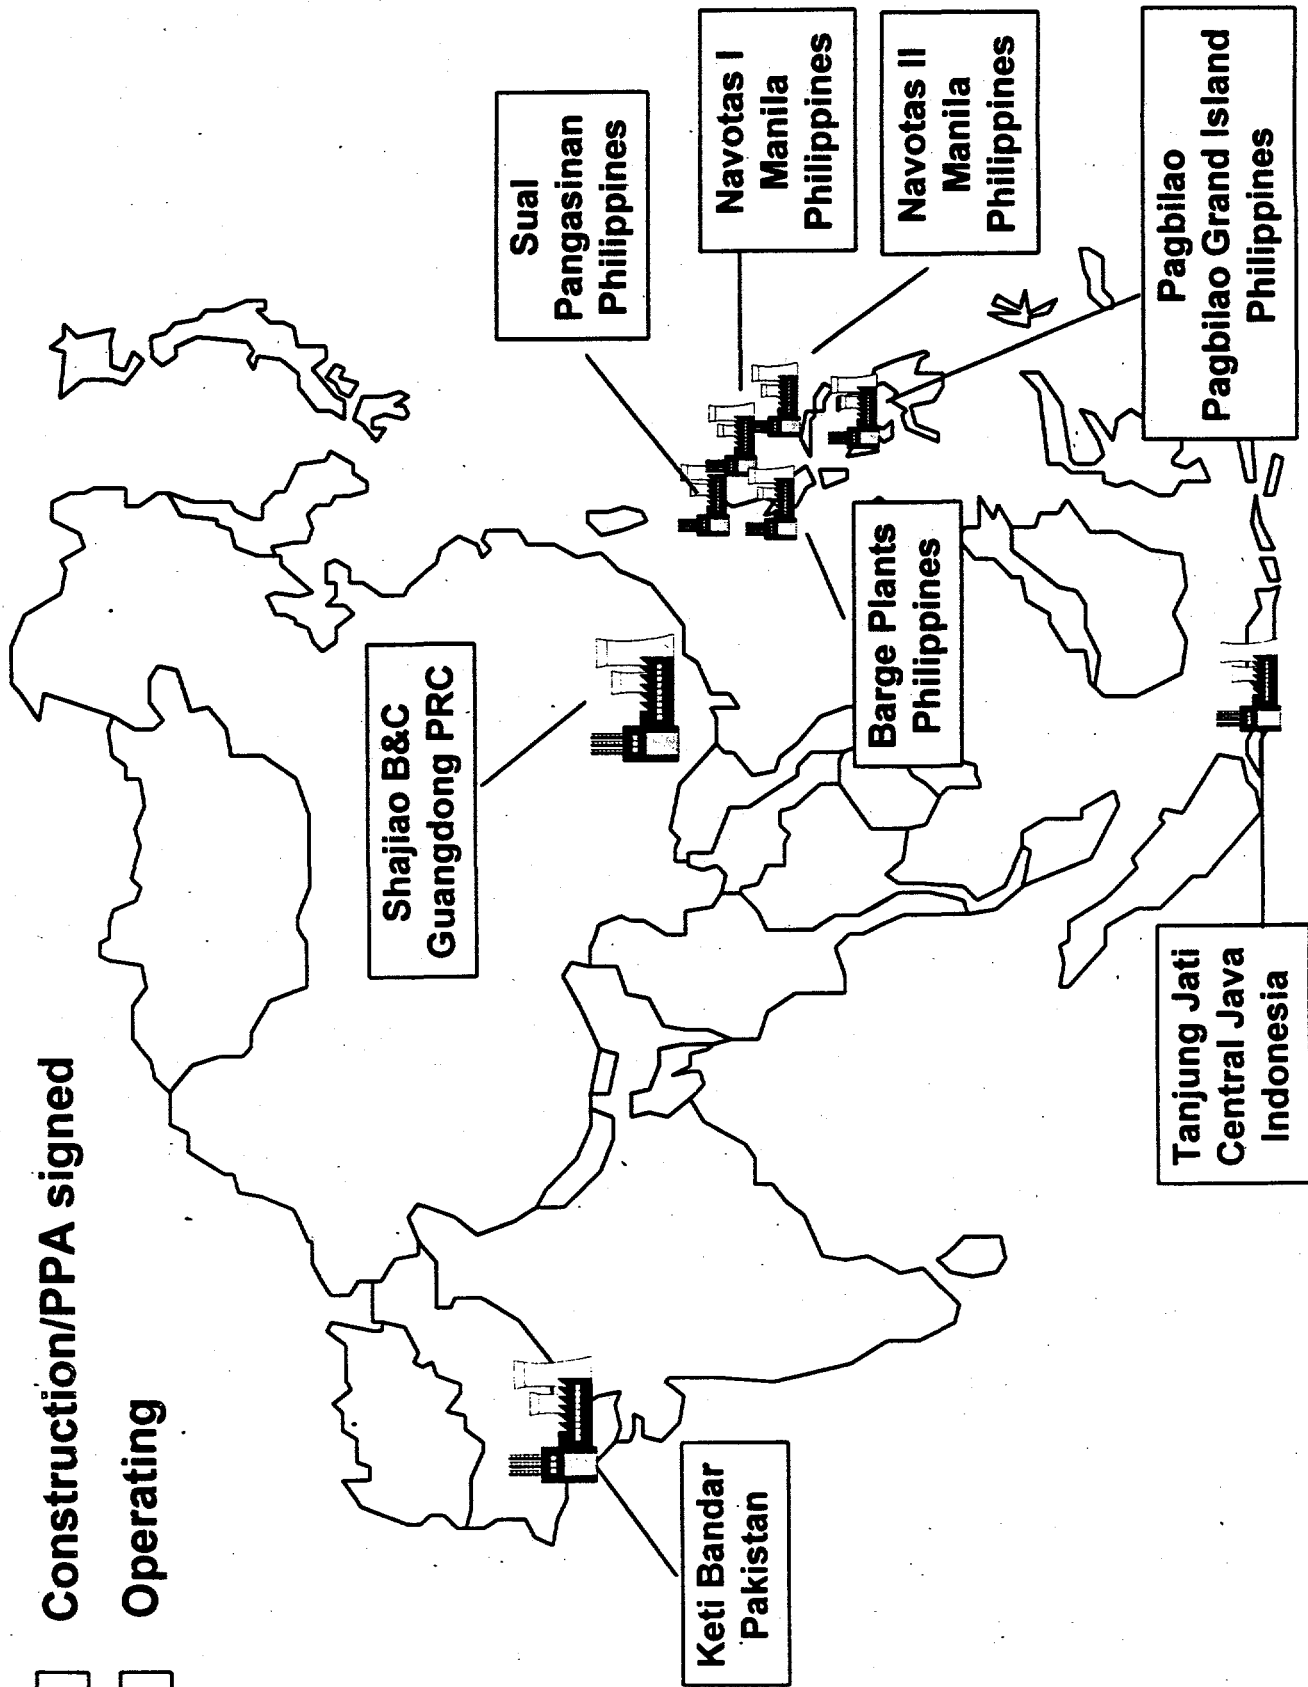 Construction/PPA signed
Operating
Shajiao B&C
Guangdong PRC
Sual
Pangasinan
Philippines
Navotas I
Manila
Philippines
Navotas II
Manila
Philippines
Keti Bandar
Pakistan
Barge Plants
Philippines
Pagbilao
Pagbilao Grand Island
Philippines
Tanjung Jati
Central Java
Indonesia